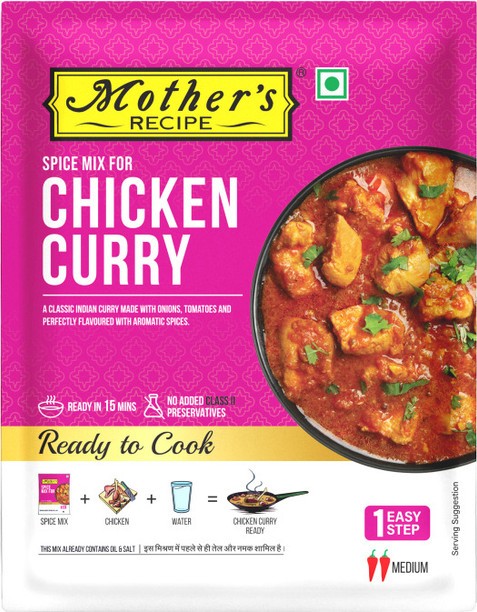 Mother's
RECIPE
®
SPICE MIX FOR
CHICKEN
CURRY
A CLASSIC INDIAN CURRY MADE WITH ONIONS, TOMATOES AND
PERFECTLY FLAVOURED WITH AROMATIC SPICES.
READY IN 15 MINS
NO ADDED CLASS II
PRESERVATIVES
Ready to Cook
+ + =
SPICE MIX CHICKEN WATER CHICKEN CURRY
READY
1 EASY
STEP
Serving Suggestion
THIS MIX ALREADY CONTAINS OIL & SALT | इस मिश्रण में पहले से ही तेल और नमक शामिल है।
MEDIUM